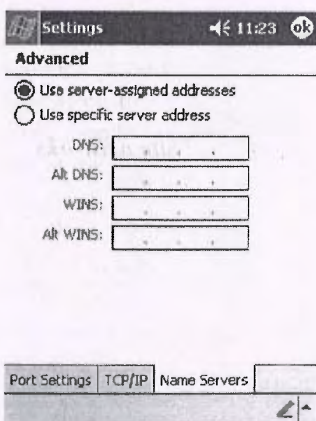 Settings 11:23 ok
Advanced
Use server-assigned addresses
Use specific server address
DNS:
Alt DNS:
WINS:
Alt WINS:
Port Settings TCP/IP Name Servers